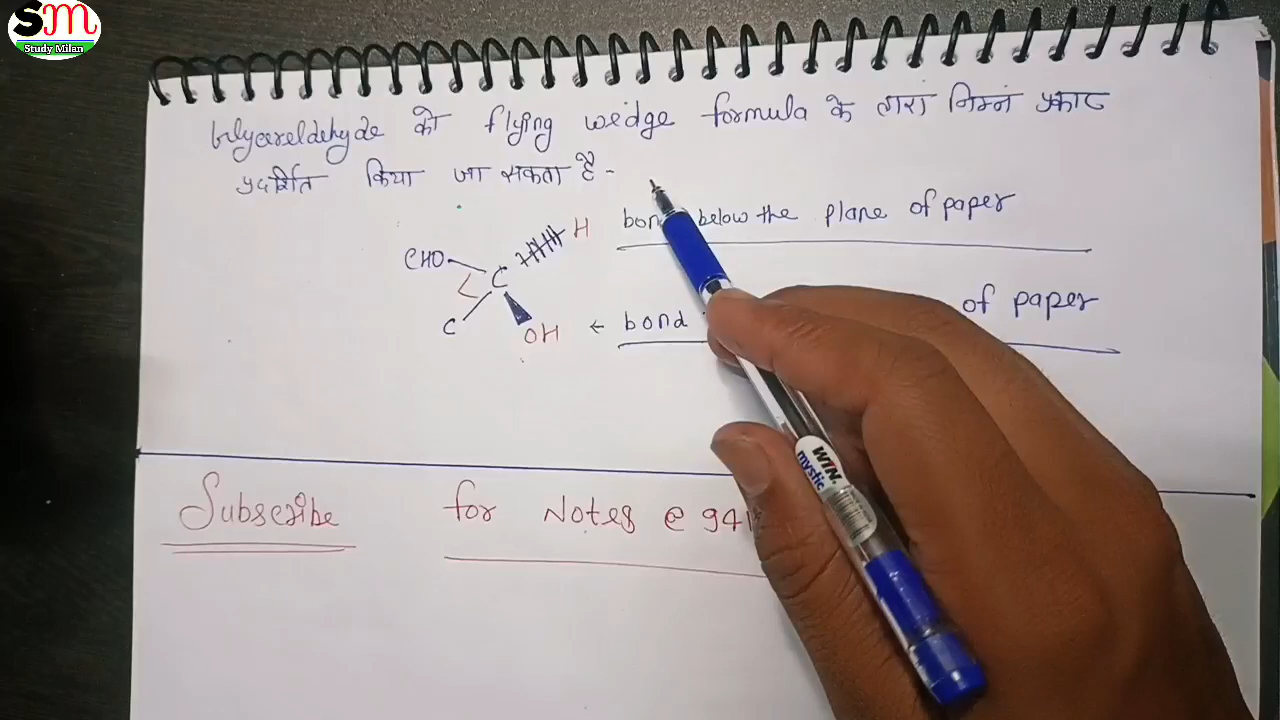 SM
Study Milan
Glyceraldehyde को flying wedge formula के द्वारा निम्न प्रकार
प्रदर्शित किया जा सकता है-
H
bond below the plane of paper
CHO
C
C
OH
← bond of paper
Subscribe for Notes @ 941
WIN
mystic